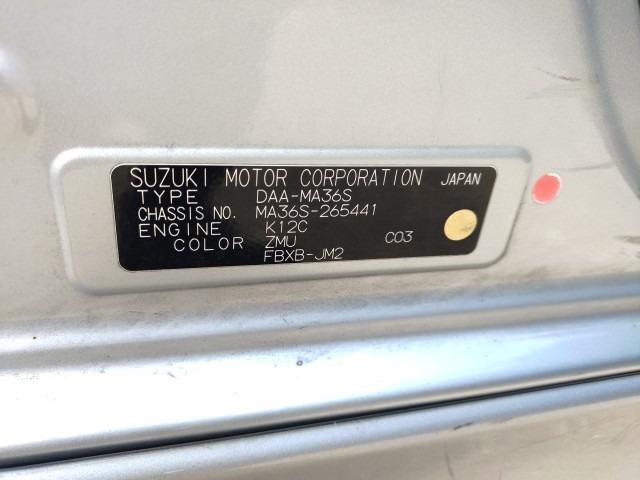 SUZUKI MOTOR CORPORATION JAPAN
TYPE DAA-MA36S
CHASSIS NO. MA36S-265441
ENGINE K12C
COLOR ZMU C03
FBXB-JM2